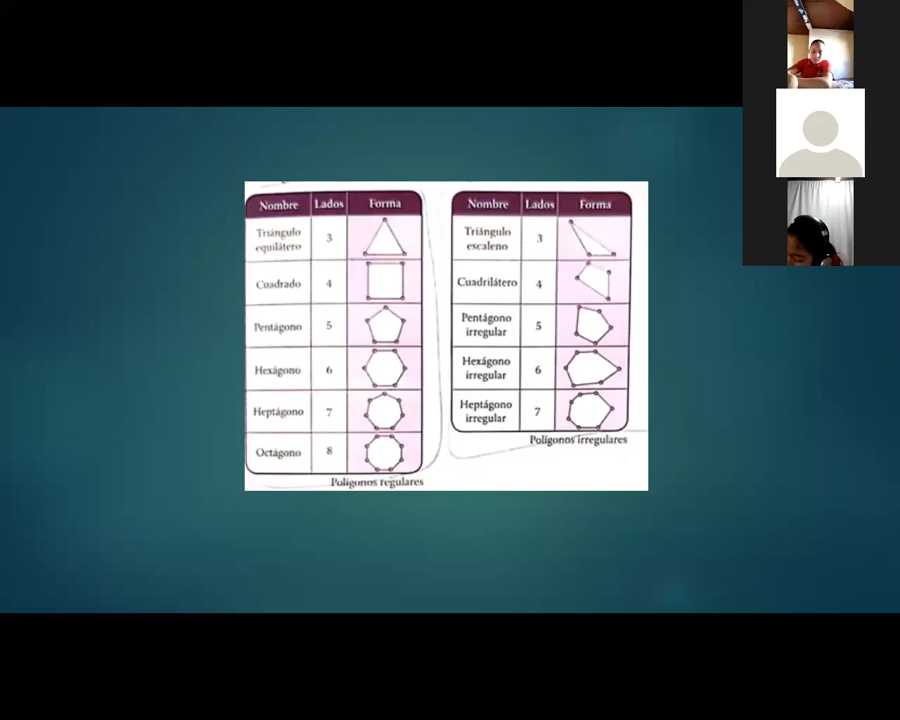 Nombre Lados Forma
Triángulo
equilátero 3
Cuadrado 4
Pentágono 5
Hexágono 6
Heptágono 7
Octágono 8
Polígonos regulares
Nombre Lados Forma
Triángulo
escaleno 3
Cuadrilátero 4
Pentágono
irregular 5
Hexágono
irregular 6
Heptágono
irregular 7
Polígonos irregulares